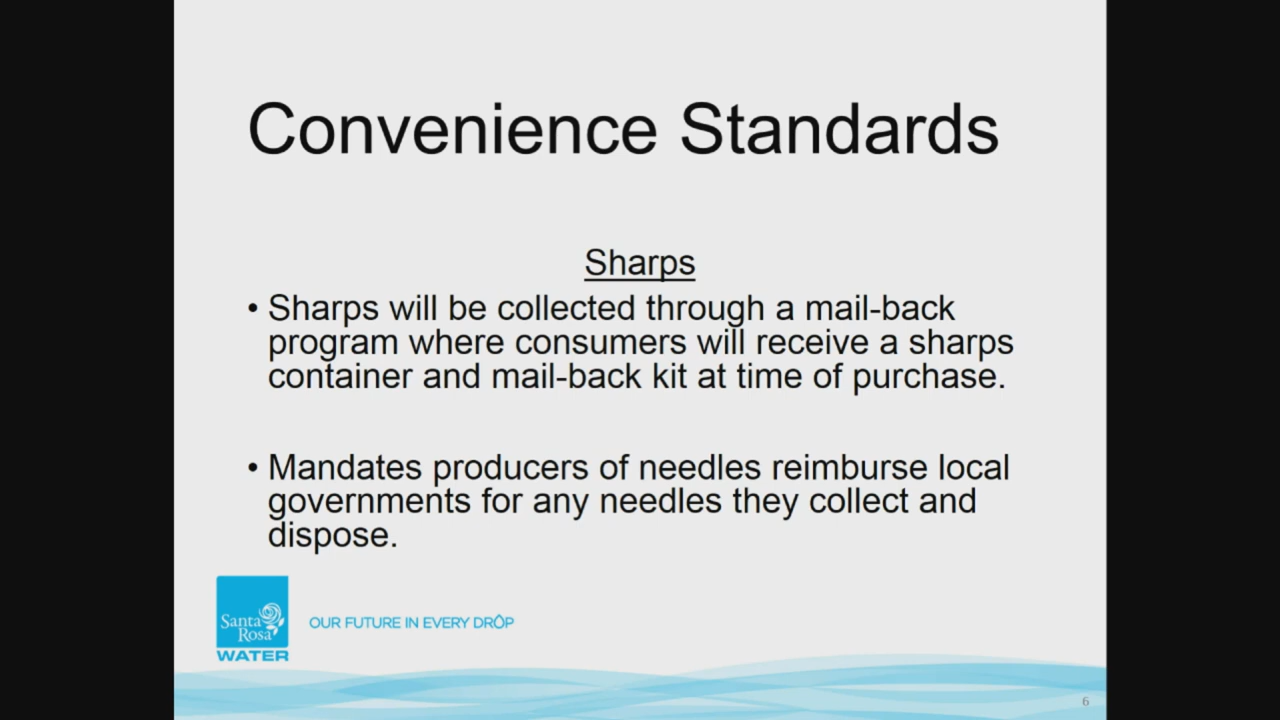 Convenience Standards
Sharps
• Sharps will be collected through a mail-back
program where consumers will receive a sharps
container and mail-back kit at time of purchase.
• Mandates producers of needles reimburse local
governments for any needles they collect and
dispose.
Santa
Rosa
WATER
OUR FUTURE IN EVERY DROP
6